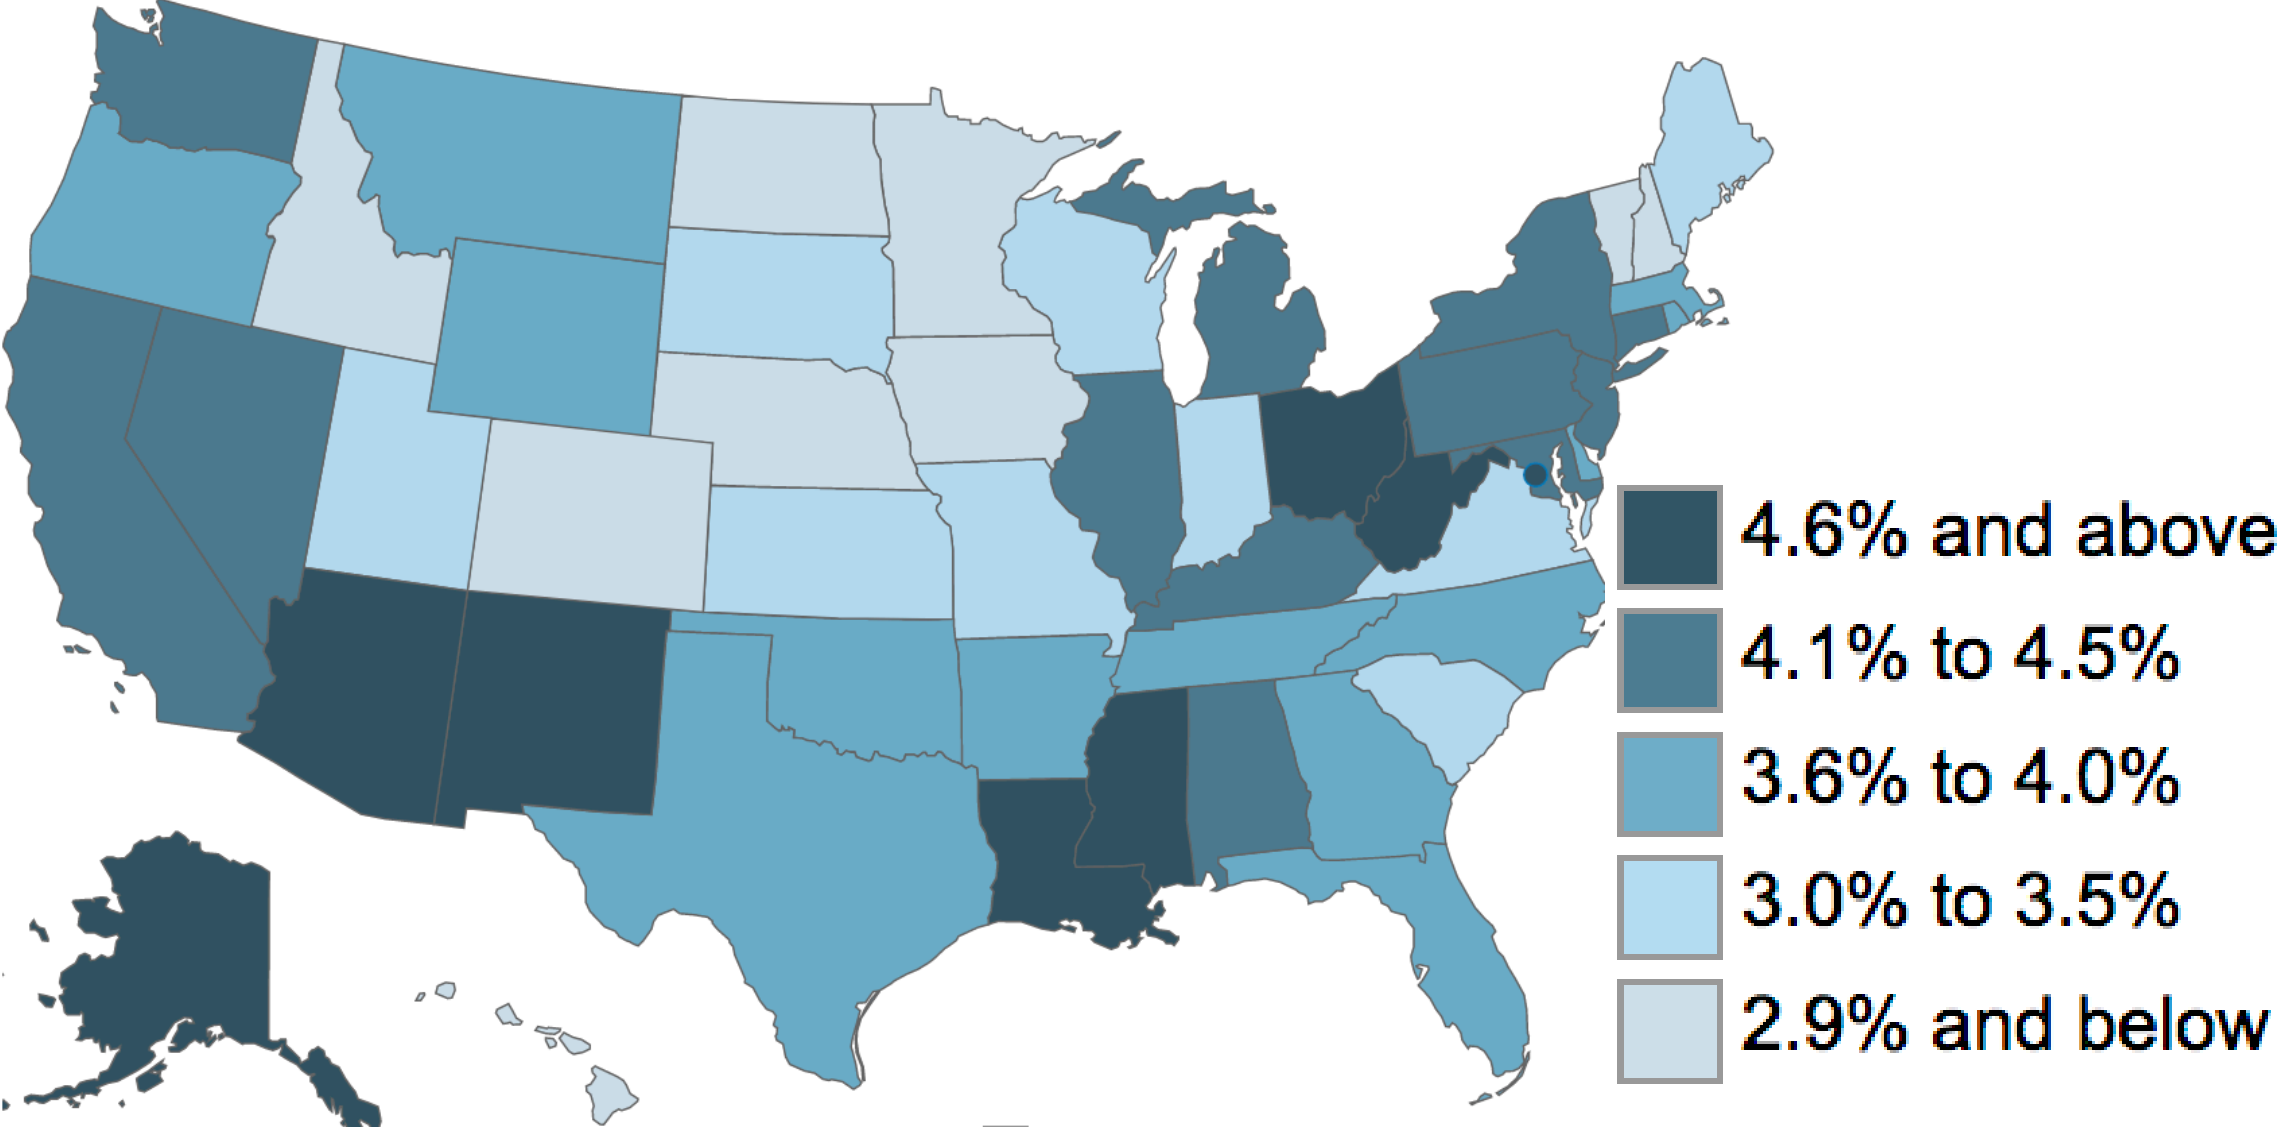 4.6% and above
4.1% to 4.5%
3.6% to 4.0%
3.0% to 3.5%
2.9% and below